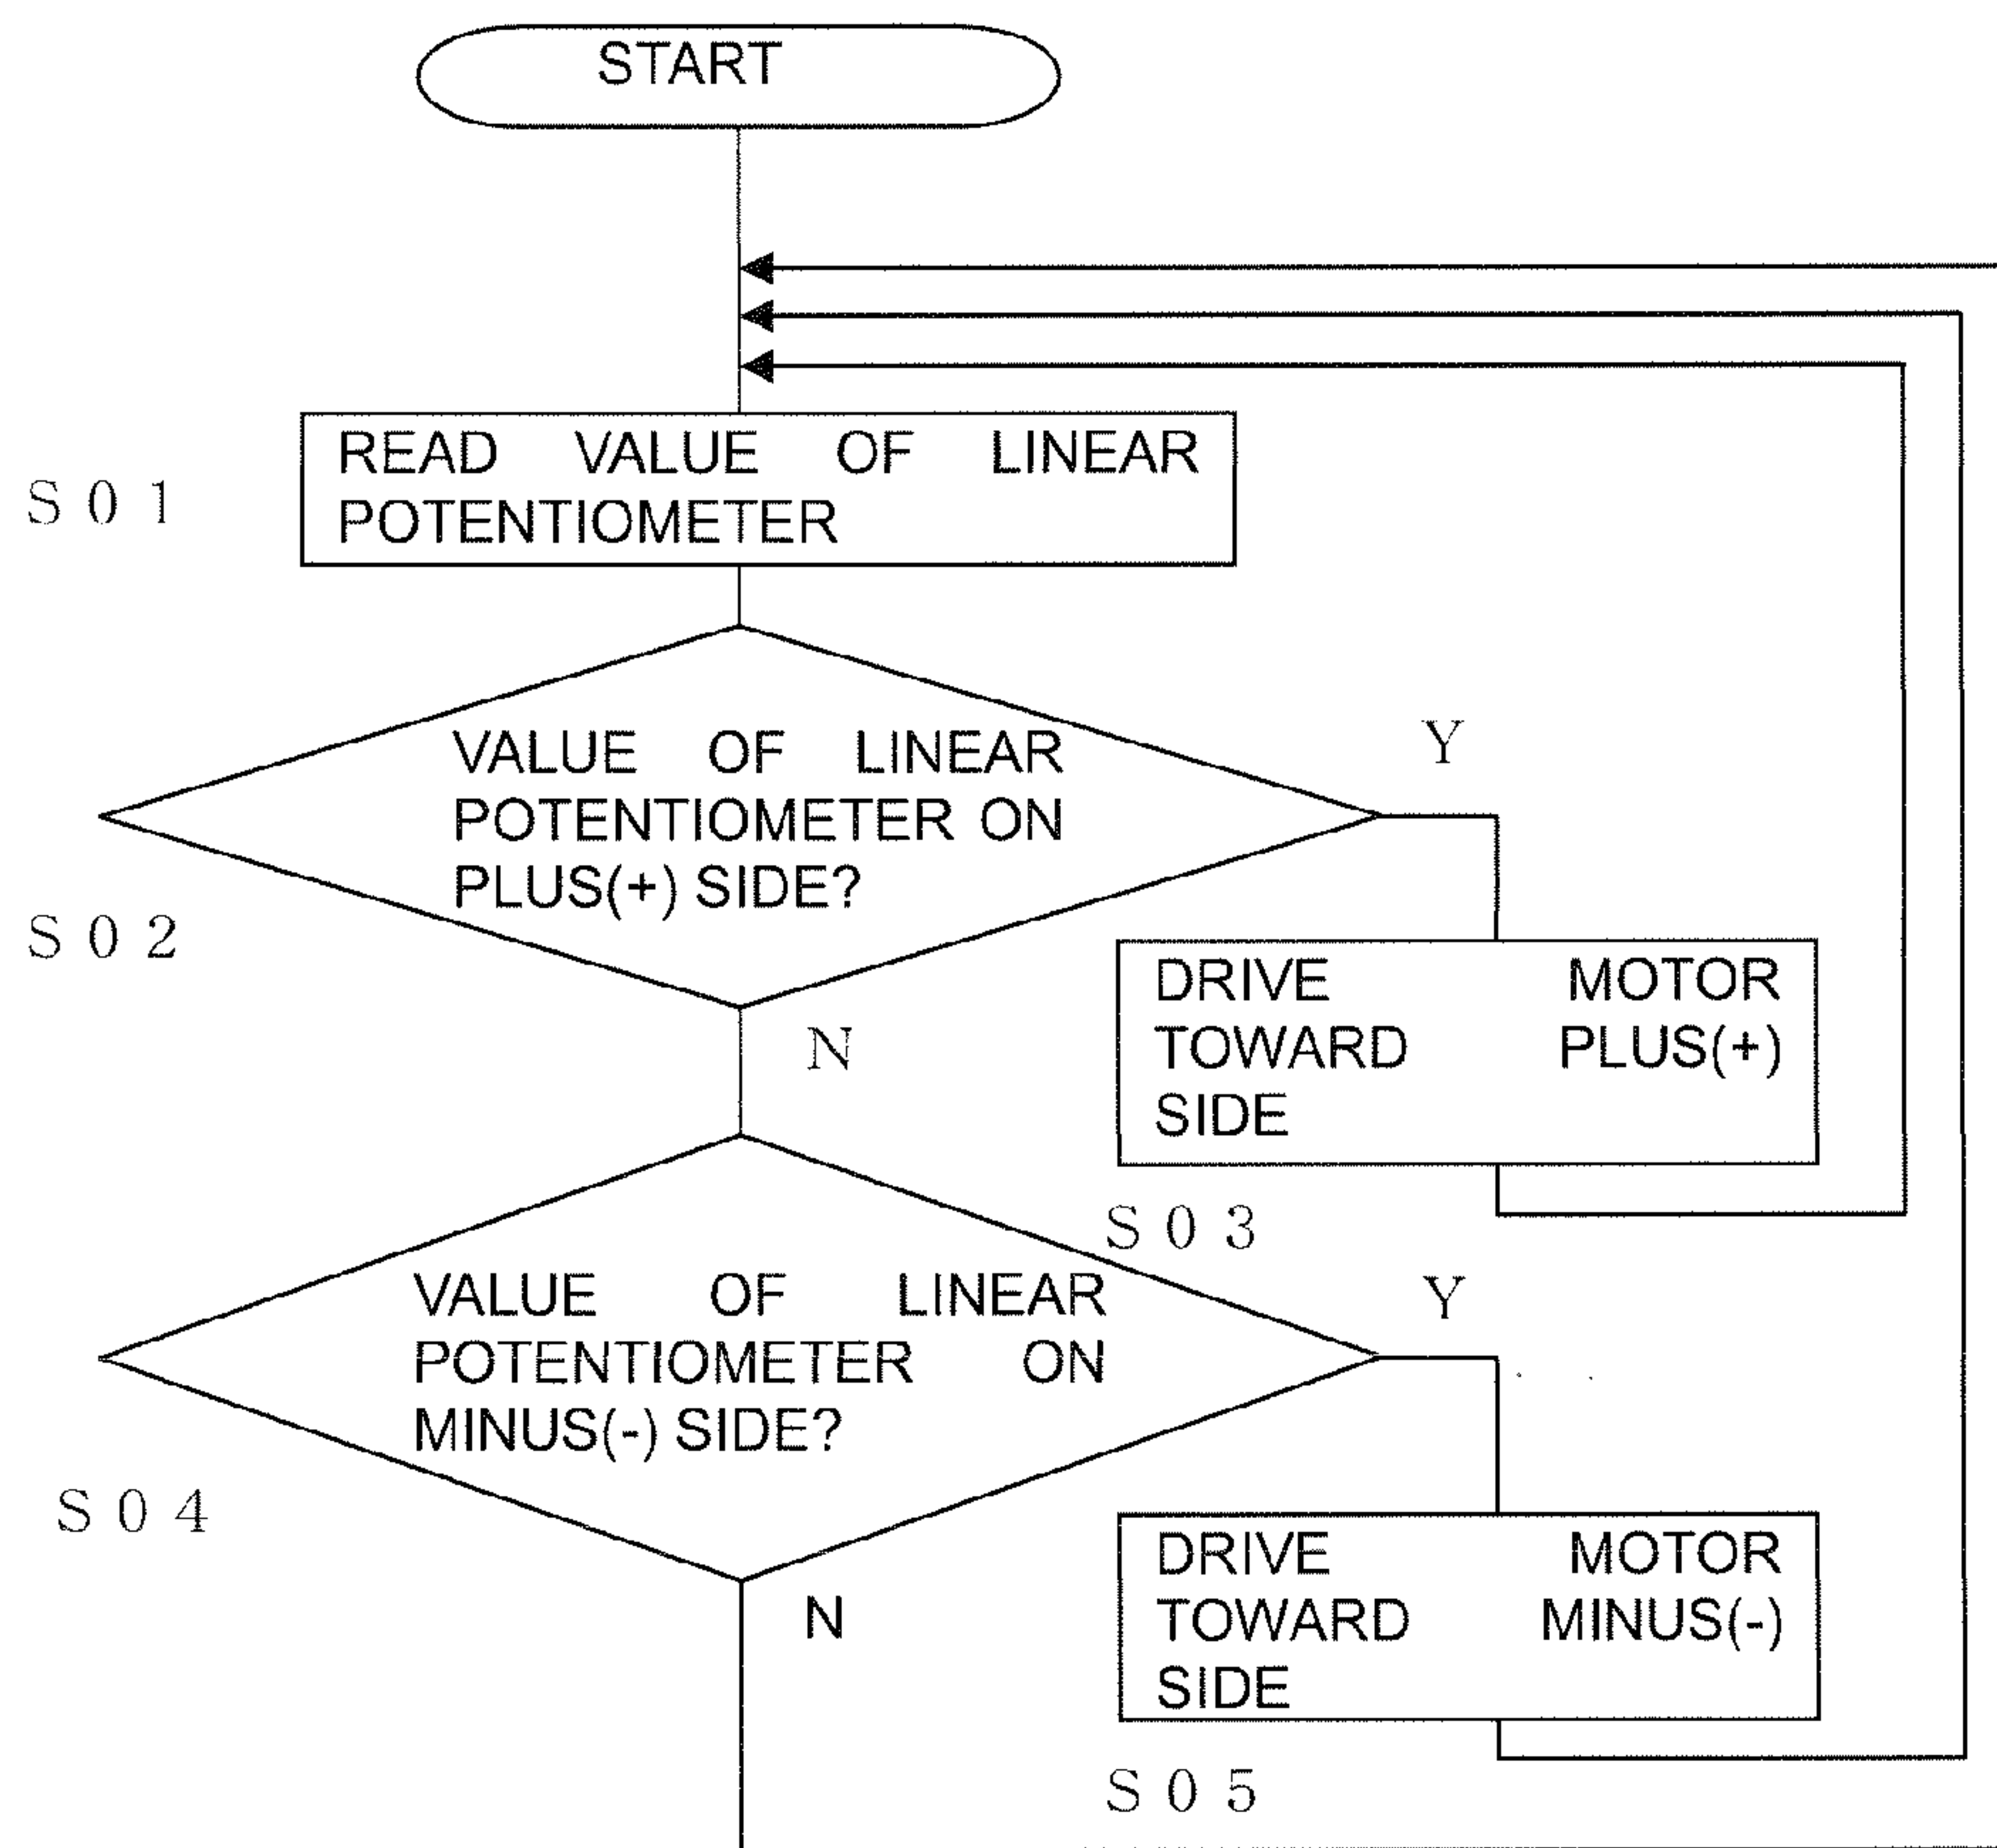 START
READ VALUE OF LINEAR
POTENTIOMETER
S01
VALUE OF LINEAR
POTENTIOMETER ON
PLUS(+) SIDE?
Y
S02
N
DRIVE MOTOR
TOWARD PLUS(+)
SIDE
S03
VALUE OF LINEAR
POTENTIOMETER ON
MINUS(-) SIDE?
Y
S04
N
DRIVE MOTOR
TOWARD MINUS(-)
SIDE
S05